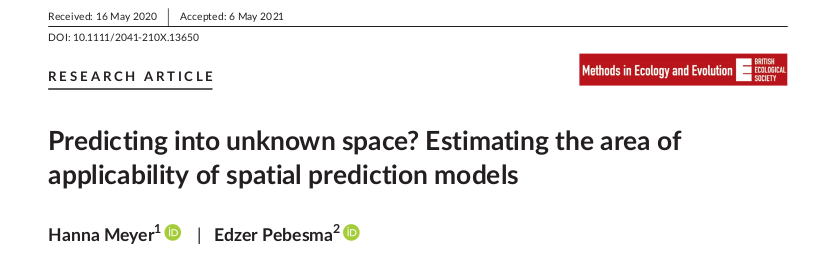 Received: 16 May 2020 | Accepted: 6 May 2021
DOI: 10.1111/2041-210X.13650
RESEARCH ARTICLE
Methods in Ecology and Evolution
BRITISH
ECOLOGICAL
SOCIETY
Predicting into unknown space? Estimating the area of
applicability of spatial prediction models
Hanna Meyer1 iD | Edzer Pebesma2 iD